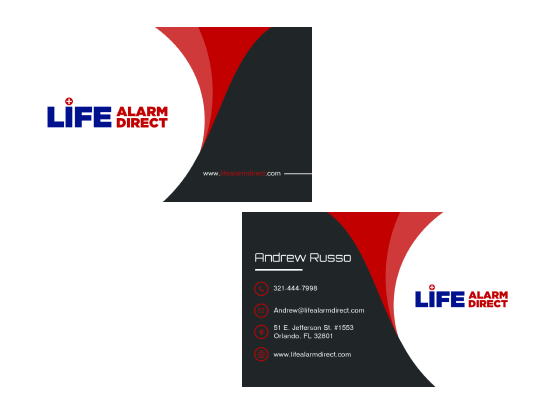 LIFE ALARM DIRECT
www.lifealarmdirect.com
Andrew Russo
321-444-7998
Andrew@lifealarmdirect.com
51 E. Jefferson St. #1553
Orlando. FL 32801
www.lifealarmdirect.com
LIFE ALARM DIRECT